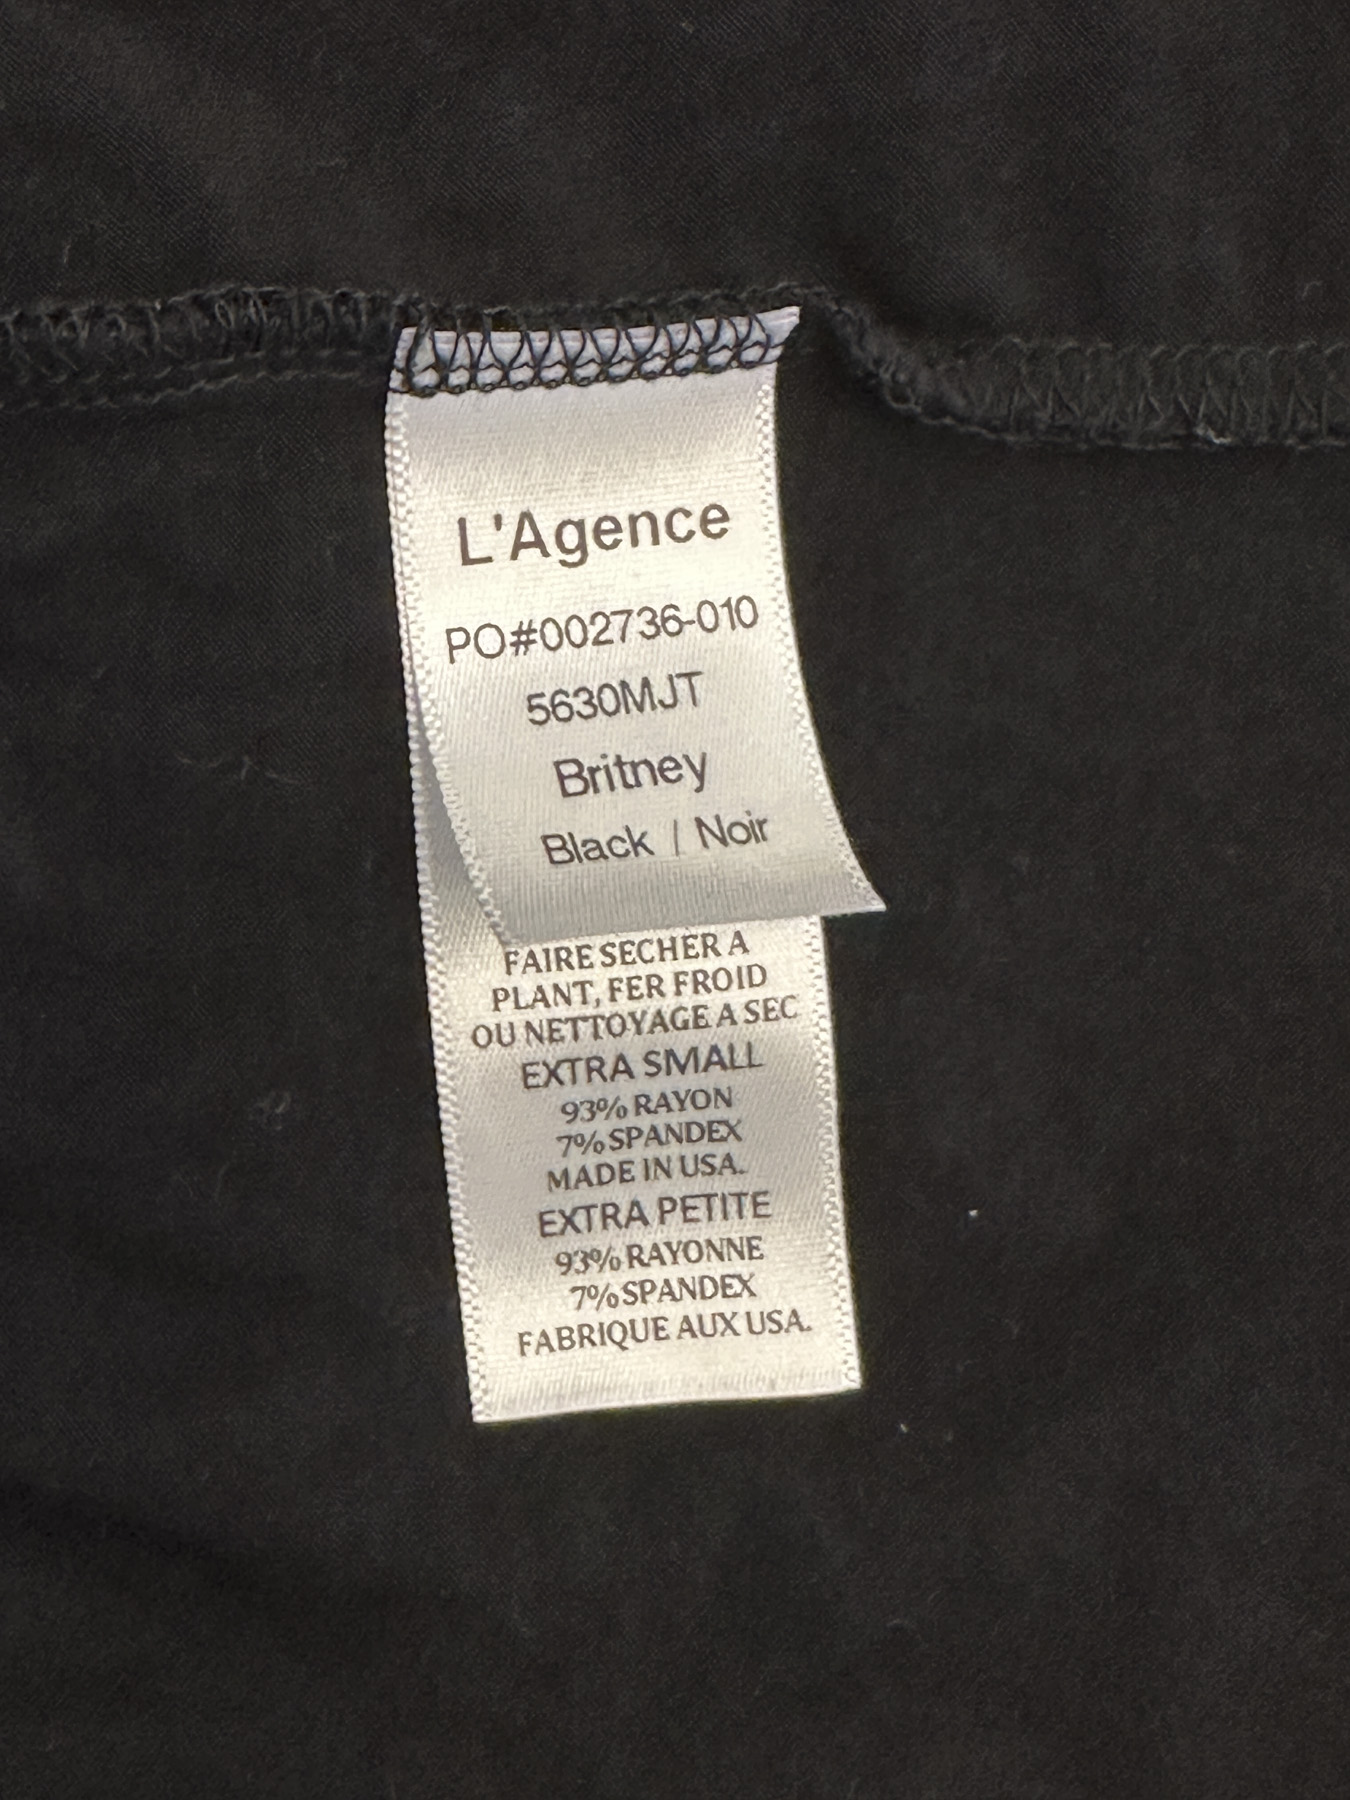 L'Agence
PO#002736-010
5630MJT
Britney
Black / Noir
FAIRE SECHER A
PLANT, FER FROID
OU NETTOYAGE A SEC
EXTRA SMALL
93% RAYON
7% SPANDEX
MADE IN USA.
EXTRA PETITE
93% RAYONNE
7% SPANDEX
FABRIQUE AUX USA.